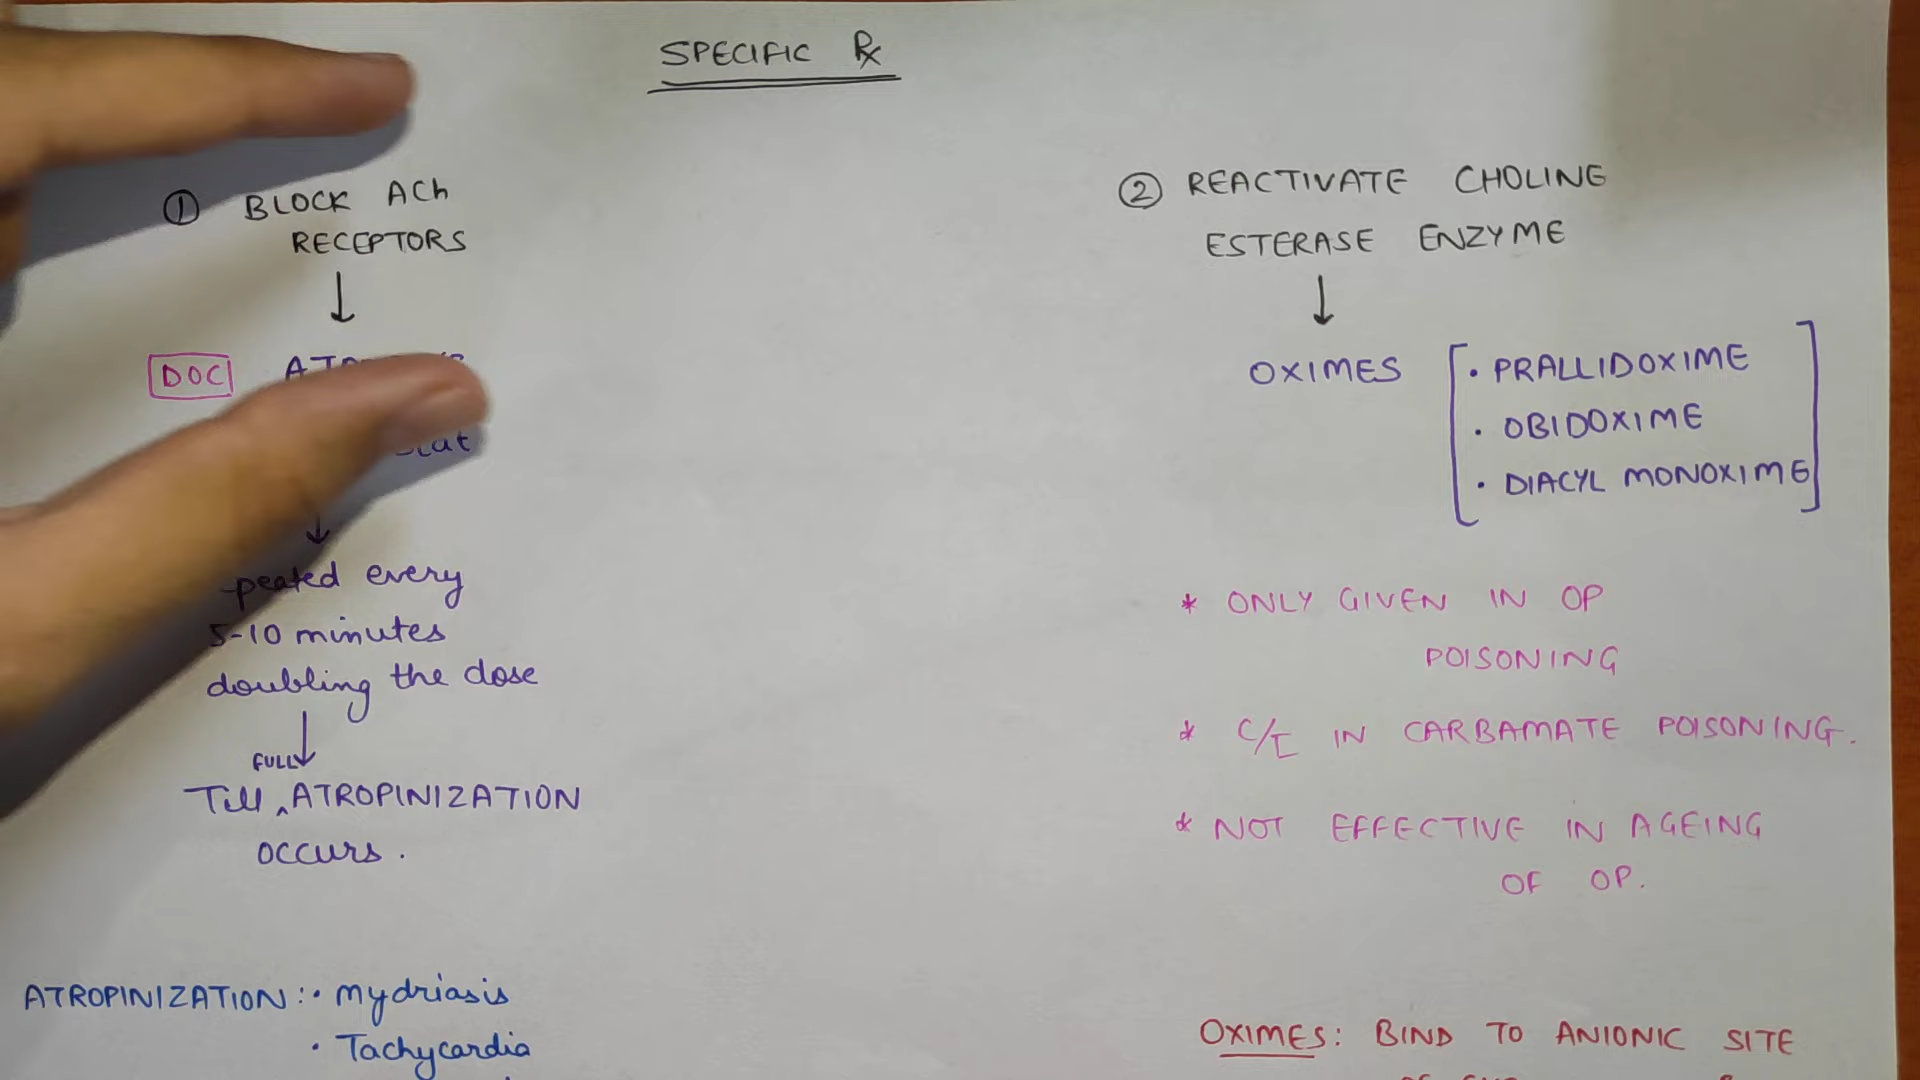 SPECIFIC Rx
① BLOCK ACh
RECEPTORS
DOC
-peated every
5-10 minutes
doubling the dose
FULL
Till ^ ATROPINIZATION
occurs.
ATROPINIZATION: • mydriasis
• Tachycardia
② REACTIVATE CHOLINE
ESTERASE ENZYME
OXIMES [ • PRALLIDOXIME
• OBIDOXIME
• DIACYL MONOXIME ]
* ONLY GIVEN IN OP
POISONING
* C/I IN CARBAMATE POISONING.
* NOT EFFECTIVE IN AGEING
OF OP.
OXIMES: BIND TO ANIONIC SITE